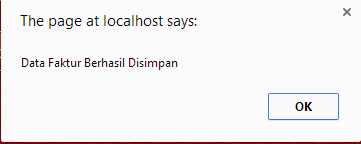 The page at localhost says:
Data Faktur Berhasil Disimpan
OK